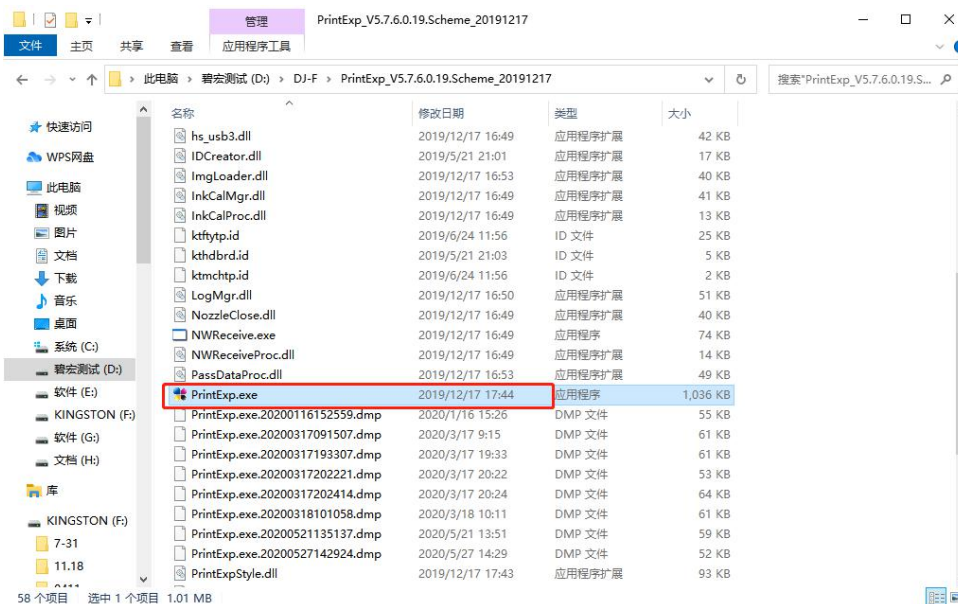 管理
PrintExp_V5.7.6.0.19.Scheme_20191217
文件 主页 共享 查看 应用程序工具
此电脑 › 碧宏测试 (D:) › DJ-F › PrintExp_V5.7.6.0.19.Scheme_20191217
搜索"PrintExp_V5.7.6.0.19.S...
名称 修改日期 类型 大小
快速访问
WPS网盘
此电脑
视频
图片
文档
下载
音乐
桌面
系统 (C:)
碧宏测试 (D:)
软件 (E:)
KINGSTON (F:)
软件 (G:)
文档 (H:)
库
KINGSTON (F:)
7-31
11.18
hs_usb3.dll 2019/12/17 16:49 应用程序扩展 42 KB
IDCreator.dll 2019/5/21 21:01 应用程序扩展 17 KB
ImgLoader.dll 2019/12/17 16:53 应用程序扩展 40 KB
InkCalMgr.dll 2019/12/17 16:49 应用程序扩展 41 KB
InkCalProc.dll 2019/12/17 16:49 应用程序扩展 13 KB
ktftytp.id 2019/6/24 11:56 ID 文件 25 KB
kthdbrd.id 2019/5/21 21:03 ID 文件 5 KB
ktmchtp.id 2019/6/24 11:56 ID 文件 2 KB
LogMgr.dll 2019/12/17 16:50 应用程序扩展 51 KB
NozzleClose.dll 2019/12/17 16:49 应用程序扩展 40 KB
NWReceive.exe 2019/12/17 16:49 应用程序 74 KB
NWReceiveProc.dll 2019/12/17 16:49 应用程序扩展 14 KB
PassDataProc.dll 2019/12/17 16:53 应用程序扩展 49 KB
PrintExp.exe 2019/12/17 17:44 应用程序 1,036 KB
PrintExp.exe.20200116152559.dmp 2020/1/16 15:26 DMP 文件 55 KB
PrintExp.exe.20200317091507.dmp 2020/3/17 9:15 DMP 文件 61 KB
PrintExp.exe.20200317193307.dmp 2020/3/17 19:33 DMP 文件 61 KB
PrintExp.exe.20200317202221.dmp 2020/3/17 20:22 DMP 文件 53 KB
PrintExp.exe.20200317202414.dmp 2020/3/17 20:24 DMP 文件 64 KB
PrintExp.exe.20200318101058.dmp 2020/3/18 10:11 DMP 文件 61 KB
PrintExp.exe.20200521135137.dmp 2020/5/21 13:51 DMP 文件 59 KB
PrintExp.exe.20200527142924.dmp 2020/5/27 14:29 DMP 文件 52 KB
PrintExpStyle.dll 2019/12/17 17:43 应用程序扩展 93 KB
58 个项目 选中 1 个项目 1.01 MB